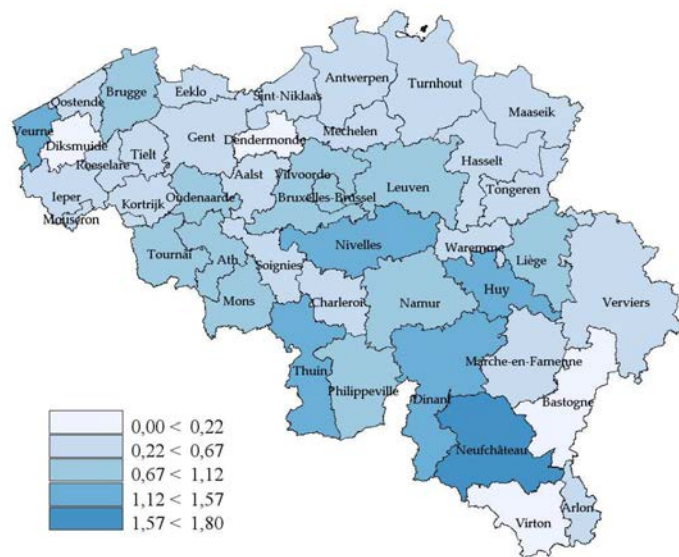 Antwerpen
Turnhout
Brugge
Eeklo
Sint-Niklaas
Oostende
Maaseik
Veurne
Gent
Dendermonde
Mechelen
Diksmuide
Tielt
Roeselare
Hasselt
Aalst
Vilvoorde
Leuven
Tongeren
Ieper
Kortrijk
Oudenaarde
Bruxelles-Brussel
Mouscron
Tournai
Ath
Soignies
Nivelles
Waremme
Liège
Huy
Mons
Charleroi
Namur
Verviers
Marche-en-Famenne
Thuin
Philippeville
Dinant
Bastogne
Neufchâteau
Arlon
Virton
0,00 < 0,22
0,22 < 0,67
0,67 < 1,12
1,12 < 1,57
1,57 < 1,80